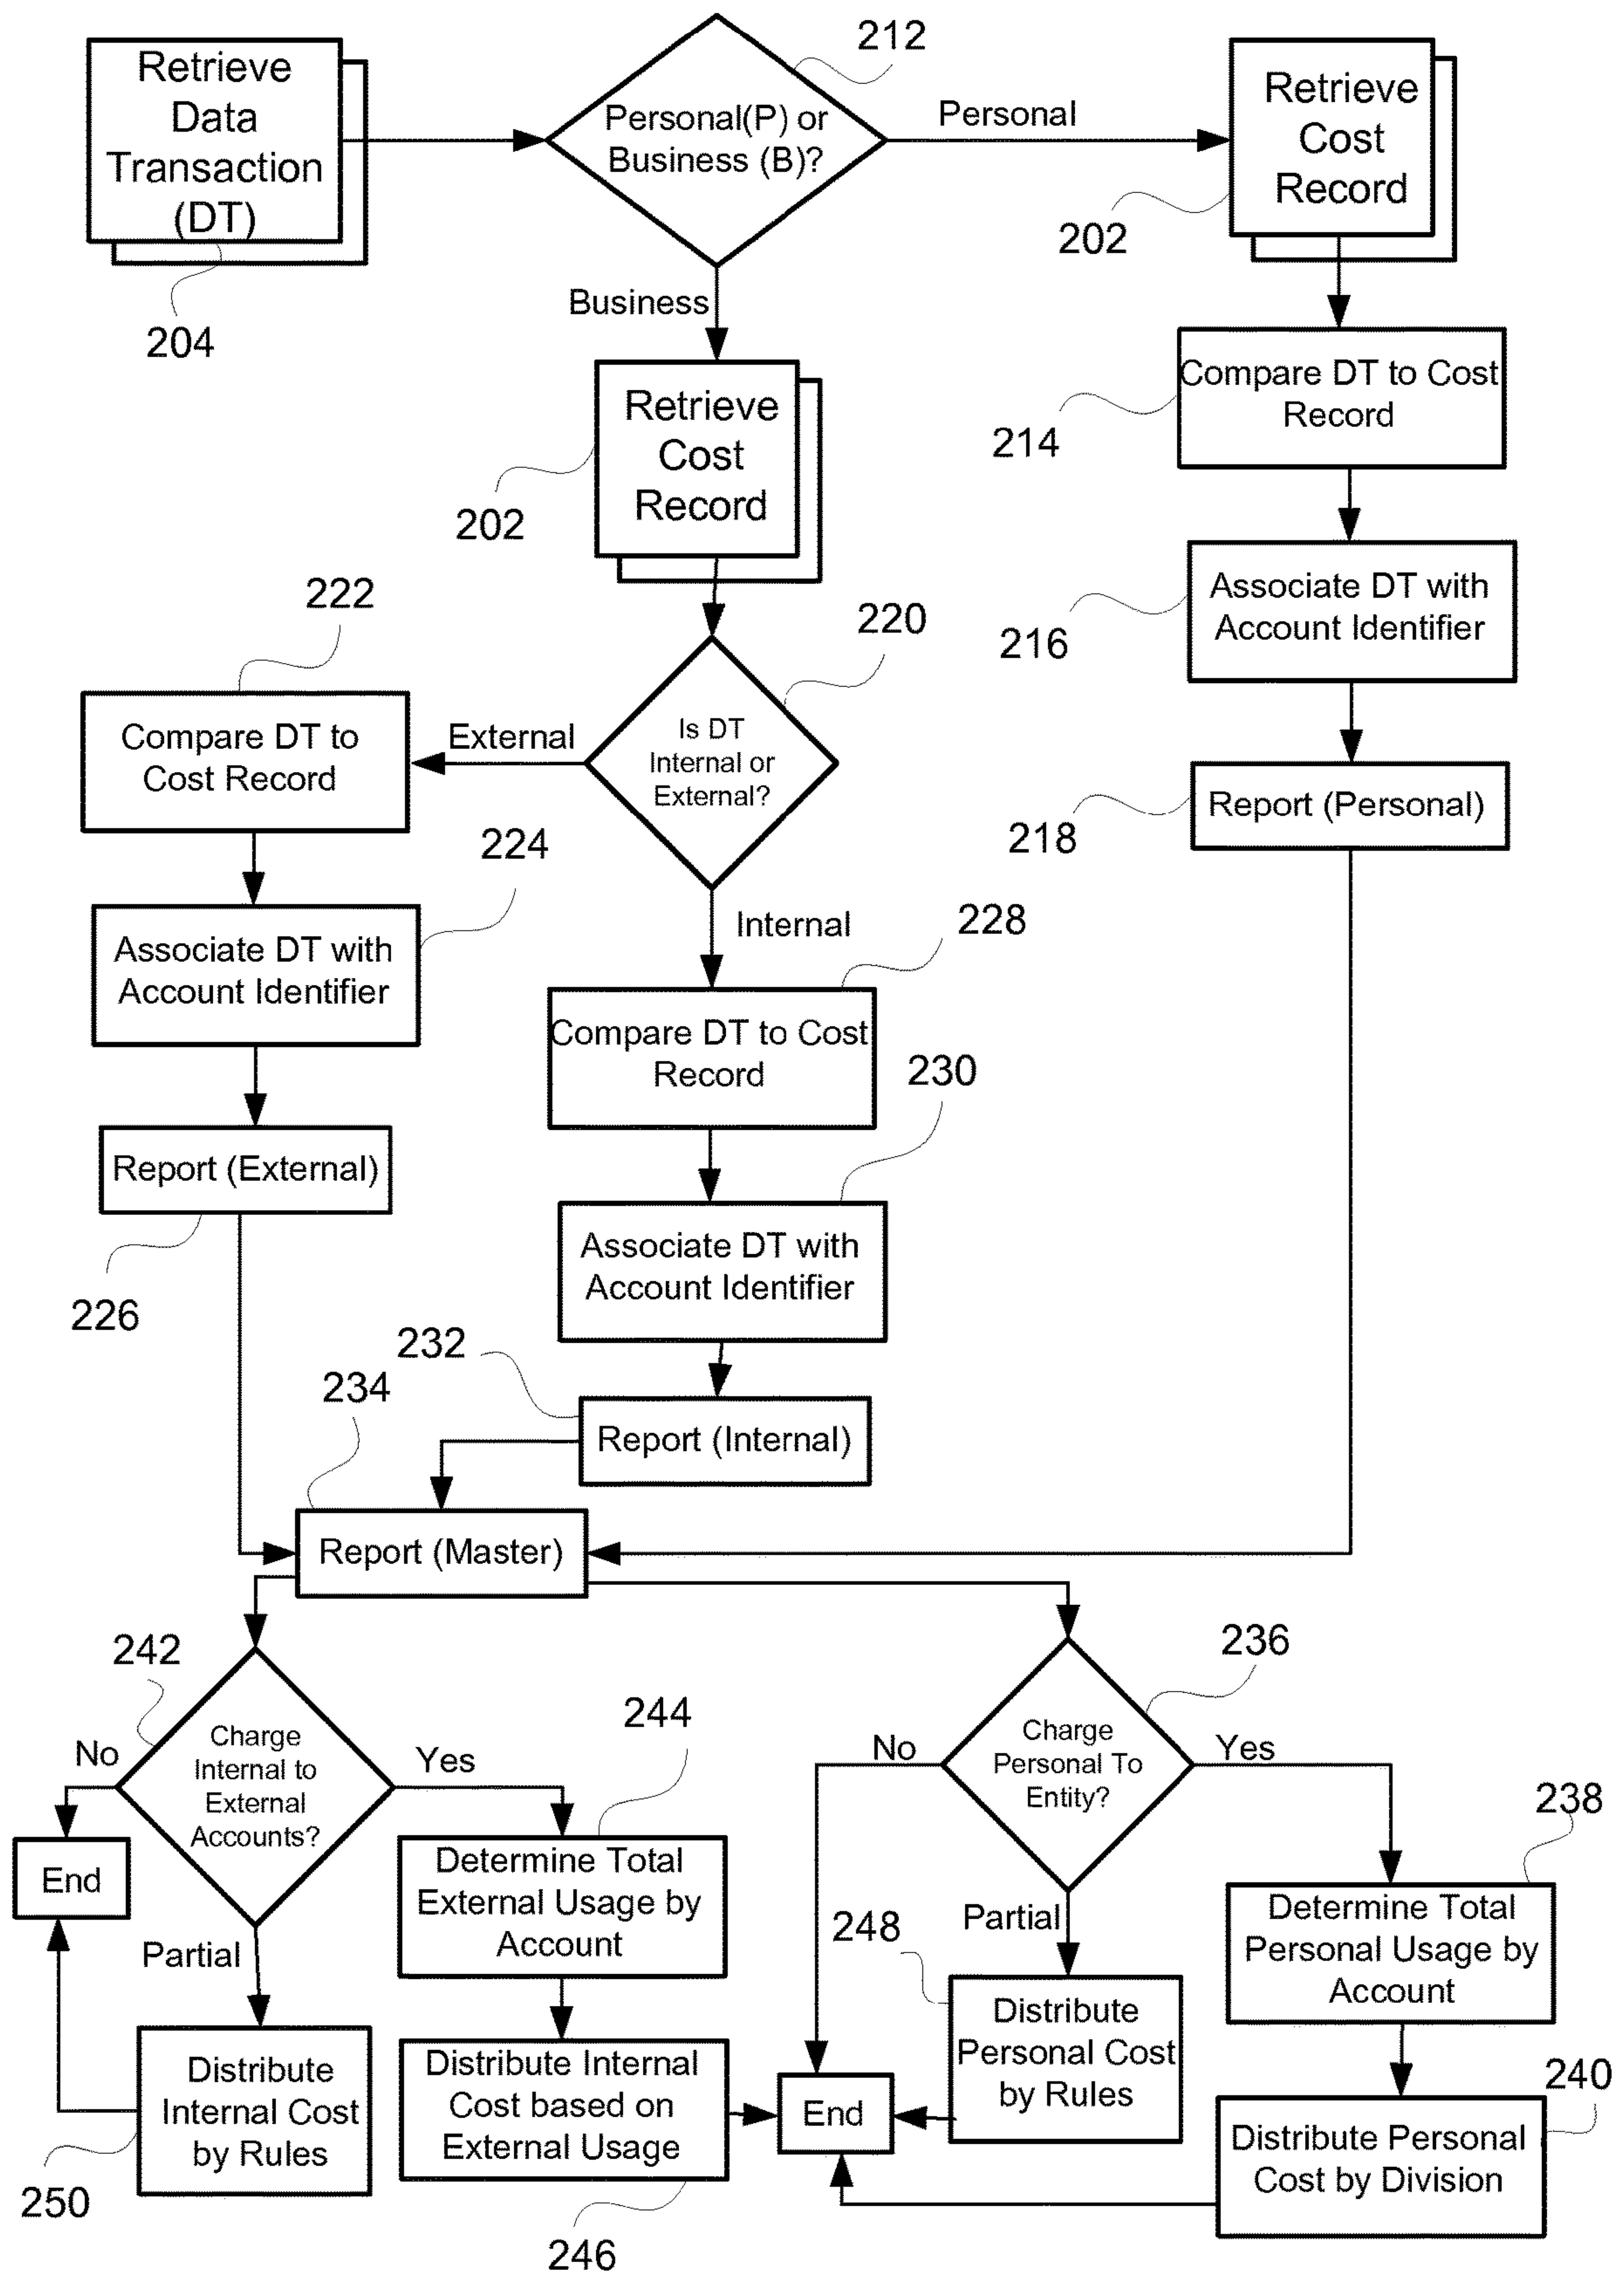 Retrieve
Data
Transaction
(DT)
204
Personal(P) or
Business (B)?
212
Personal
Retrieve
Cost
Record
202
Business
Retrieve
Cost
Record
202
Compare DT to Cost
Record
214
Associate DT with
Account Identifier
216
Report (Personal)
218
Is DT
Internal or
External?
220
External
222
Compare DT to
Cost Record
224
Associate DT with
Account Identifier
Report (External)
226
Internal
228
Compare DT to Cost
Record
230
Associate DT with
Account Identifier
232
Report (Internal)
234
Report (Master)
242
Charge
Internal to
External
Accounts?
No
End
Partial
Distribute
Internal Cost
by Rules
250
Yes
244
Determine Total
External Usage by
Account
Distribute Internal
Cost based on
External Usage
246
236
Charge
Personal To
Entity?
No
End
Partial
248
Distribute
Personal Cost
by Rules
Yes
238
Determine Total
Personal Usage by
Account
240
Distribute Personal
Cost by Division